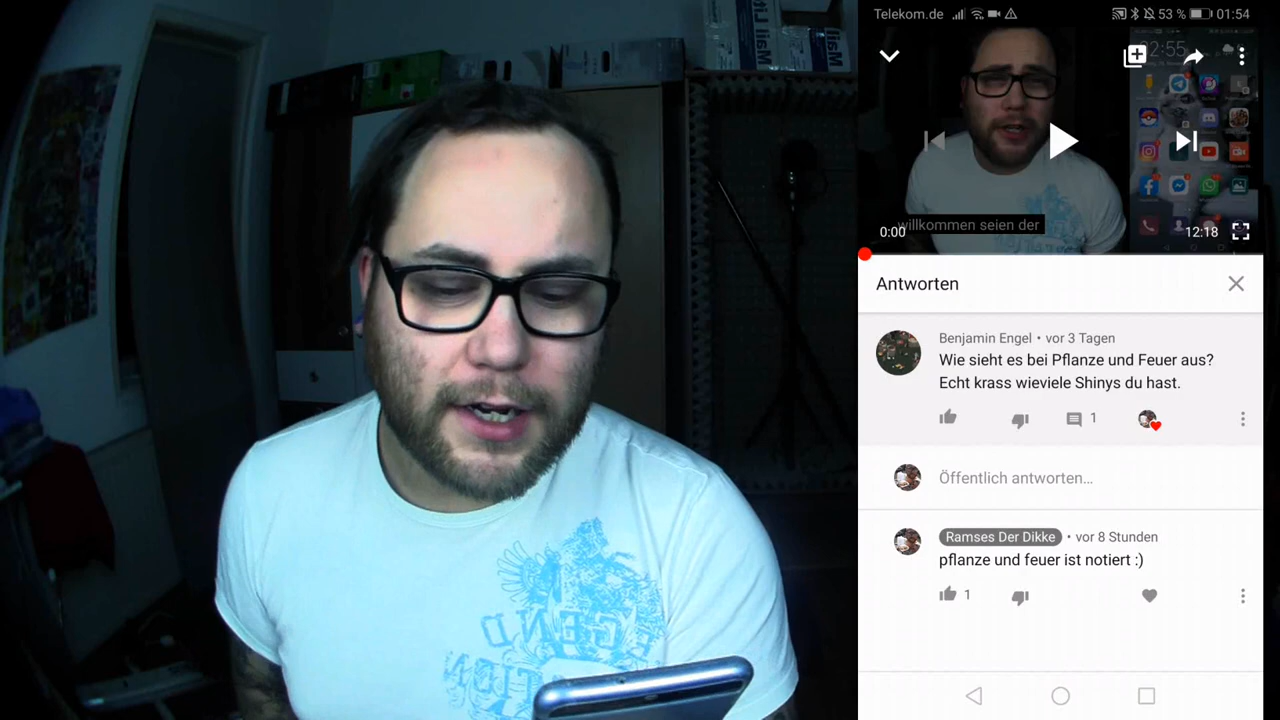 Telekom.de
53 %
01:54
12:55
willkommen seien der
0:00
12:18
Antworten
Benjamin Engel • vor 3 Tagen
Wie sieht es bei Pflanze und Feuer aus?
Echt krass wieviele Shinys du hast.
1
Öffentlich antworten...
Ramses Der Dikke • vor 8 Stunden
pflanze und feuer ist notiert :)
1